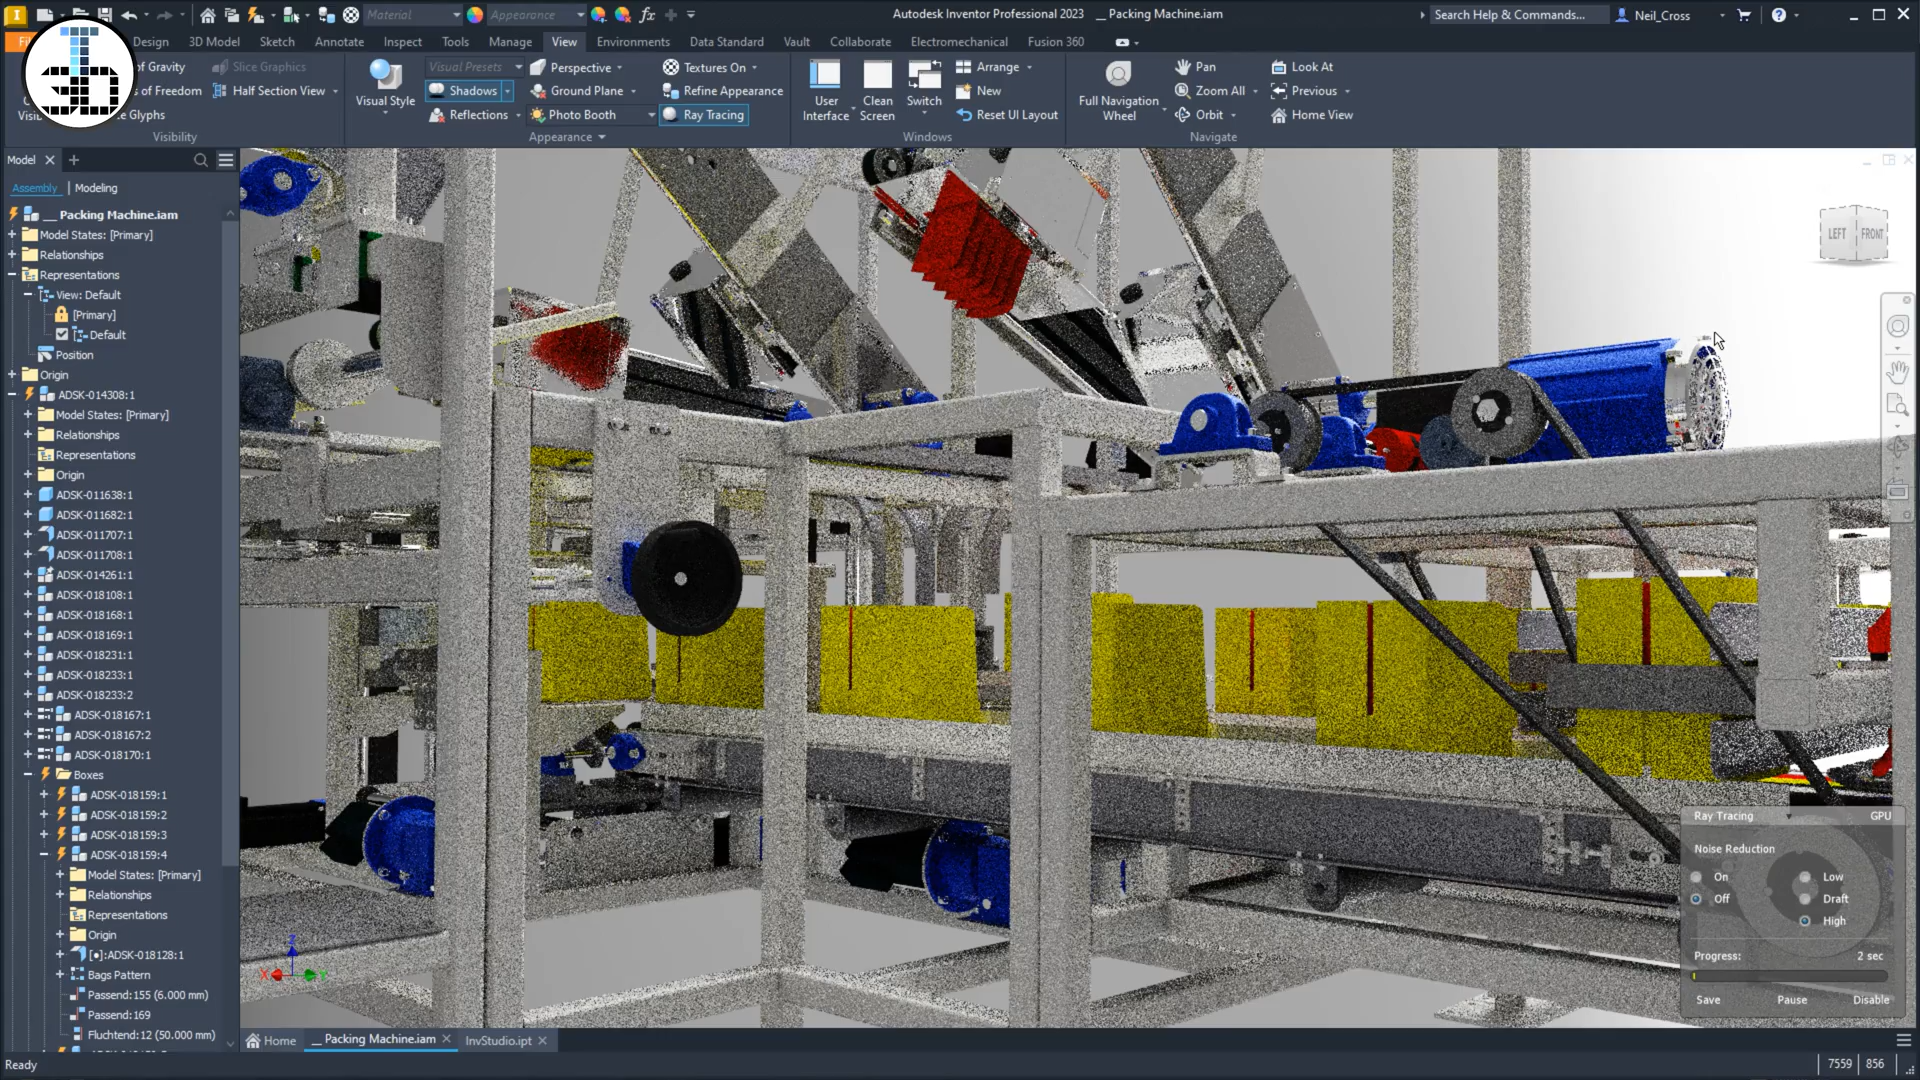 Material
Appearance
fx
Autodesk Inventor Professional 2023 __ Packing Machine.iam
Search Help & Commands...
Neil_Cross
Design 3D Model Sketch Annotate Inspect Tools Manage View Environments Data Standard Vault Collaborate Electromechanical Fusion 360
of Gravity
Slice Graphics
s of Freedom
Half Section View
Glyphs
Visibility
Visual Style
Visual Presets
Shadows
Reflections
Perspective
Ground Plane
Photo Booth
Textures On
Refine Appearance
Ray Tracing
Appearance
User Interface
Clean Screen
Switch
Arrange
New
Reset UI Layout
Windows
Full Navigation Wheel
Pan
Zoom All
Orbit
Look At
Previous
Home View
Navigate
T
3D
Model
Assembly | Modeling
__ Packing Machine.iam
Model States: [Primary]
Relationships
Representations
View: Default
[Primary]
Default
Position
Origin
ADSK-014308:1
Model States: [Primary]
Relationships
Representations
Origin
ADSK-011638:1
ADSK-011682:1
ADSK-011707:1
ADSK-011708:1
ADSK-014261:1
ADSK-018108:1
ADSK-018168:1
ADSK-018169:1
ADSK-018231:1
ADSK-018233:1
ADSK-018233:2
ADSK-018167:1
ADSK-018167:2
ADSK-018170:1
Boxes
ADSK-018159:1
ADSK-018159:2
ADSK-018159:3
ADSK-018159:4
Model States: [Primary]
Relationships
Representations
Origin
[•]:ADSK-018128:1
Bags Pattern
Passend:155 (6.000 mm)
Passend:169
Fluchtend:12 (50.000 mm)
LEFT FRONT
Z
X Y
Ray Tracing GPU
Noise Reduction
On Low
Off Draft
High
Progress: 2 sec
Save Pause Disable
Home
__ Packing Machine.iam
InvStudio.ipt
Ready
7559 856